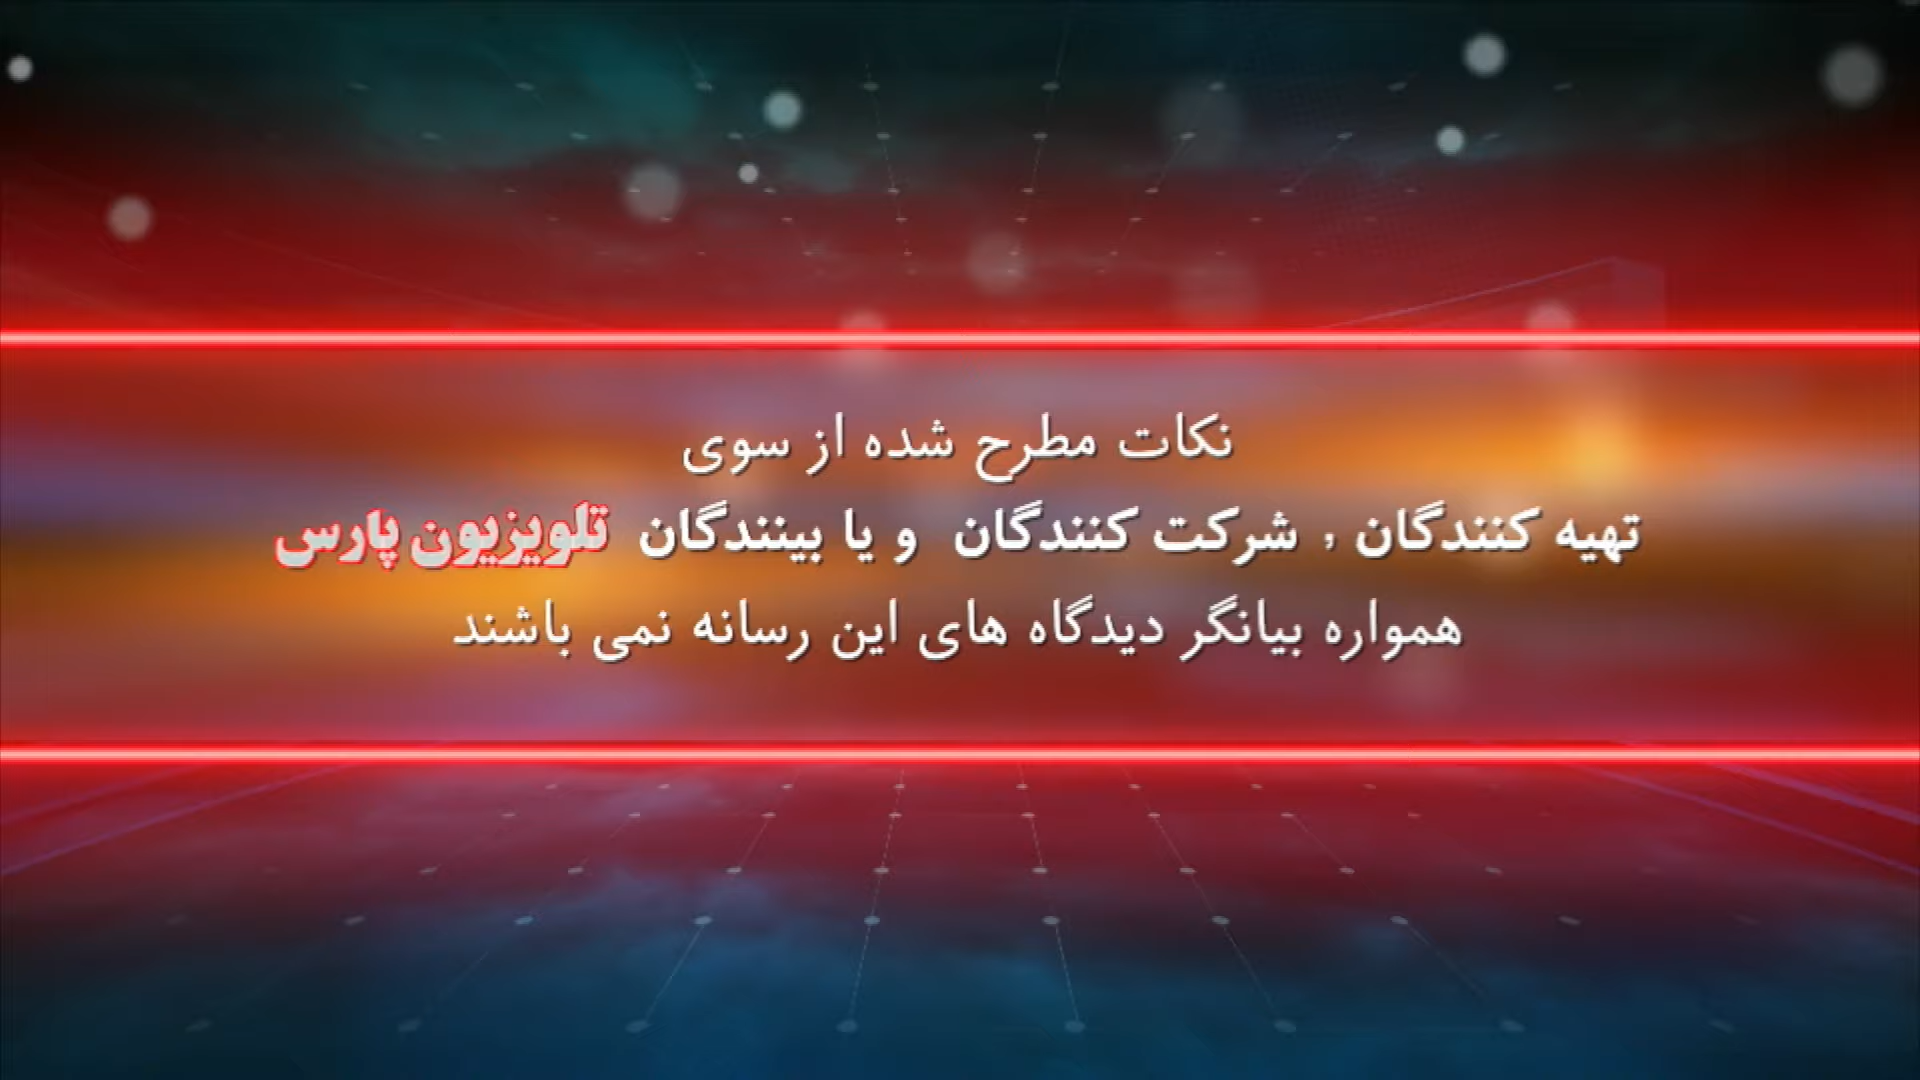 نکات مطرح شده از سوی
تهیه کنندگان , شرکت کنندگان و یا بینندگان تلویزیون پارس
همواره بیانگر دیدگاه های این رسانه نمی باشند